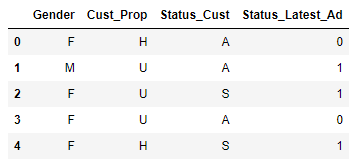 Gender Cust_Prop Status_Cust Status_Latest_Ad
0 F H A 0
1 M U A 1
2 F U S 1
3 F U A 0
4 F H S 1